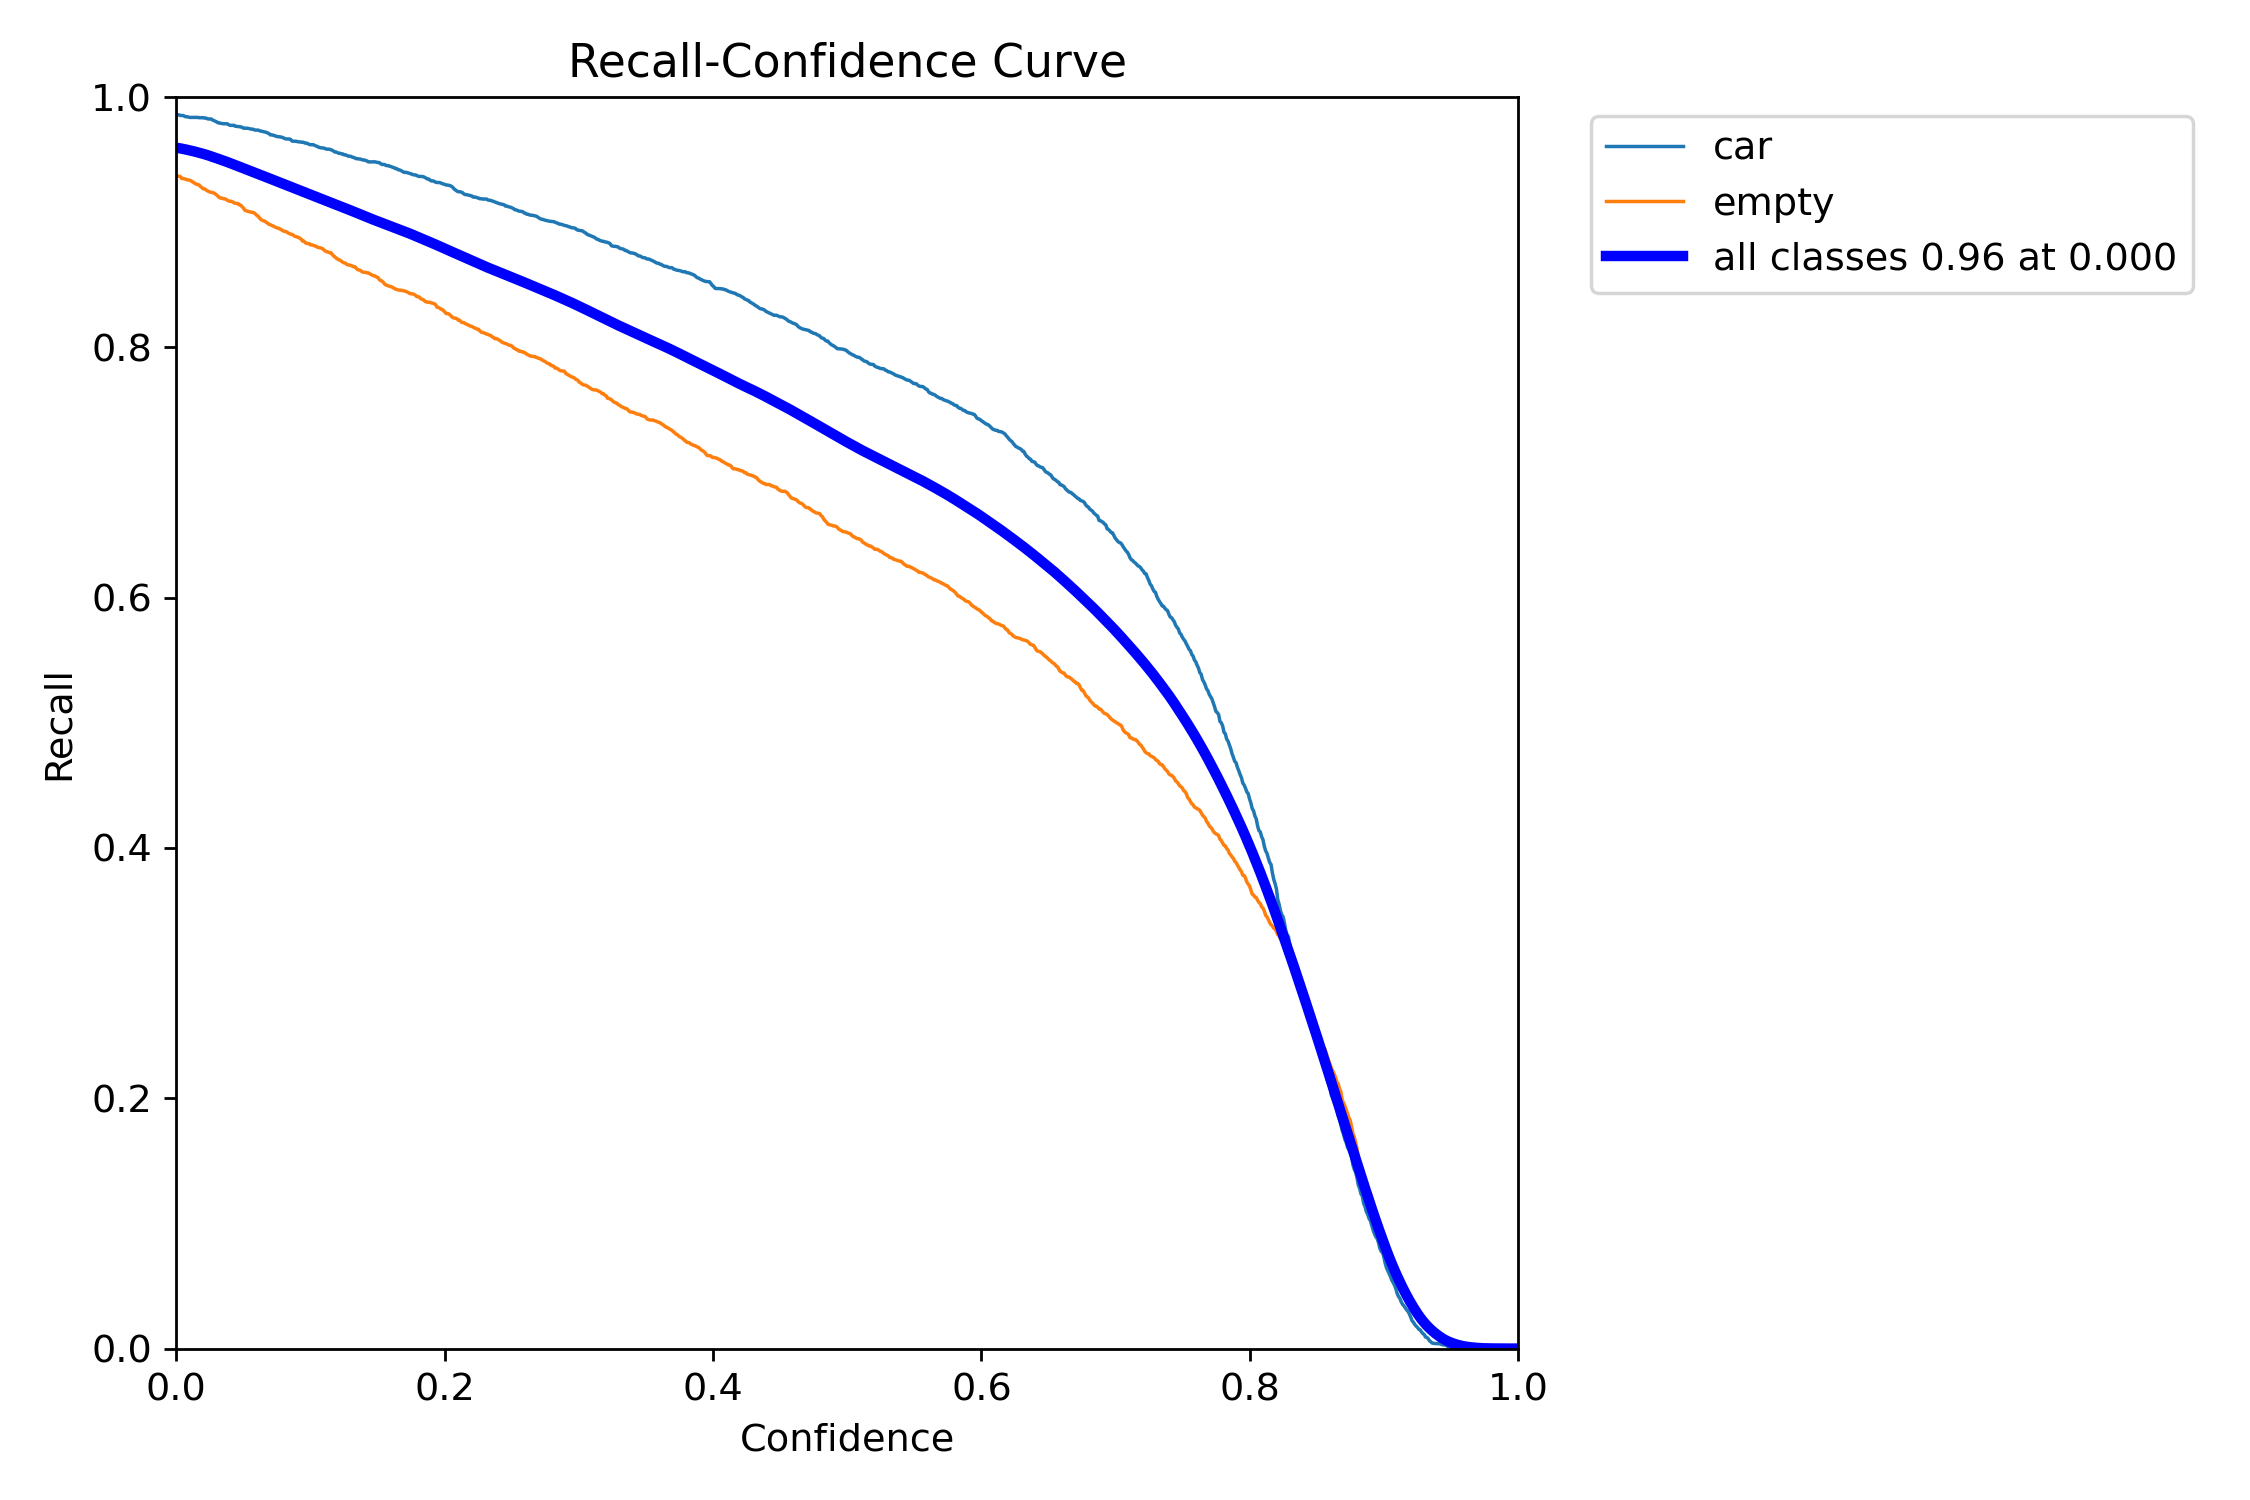 Recall-Confidence Curve
car
empty
all classes 0.96 at 0.000
1.0
0.8
0.6
0.4
0.2
0.0
Recall
0.0 0.2 0.4 0.6 0.8 1.0
Confidence